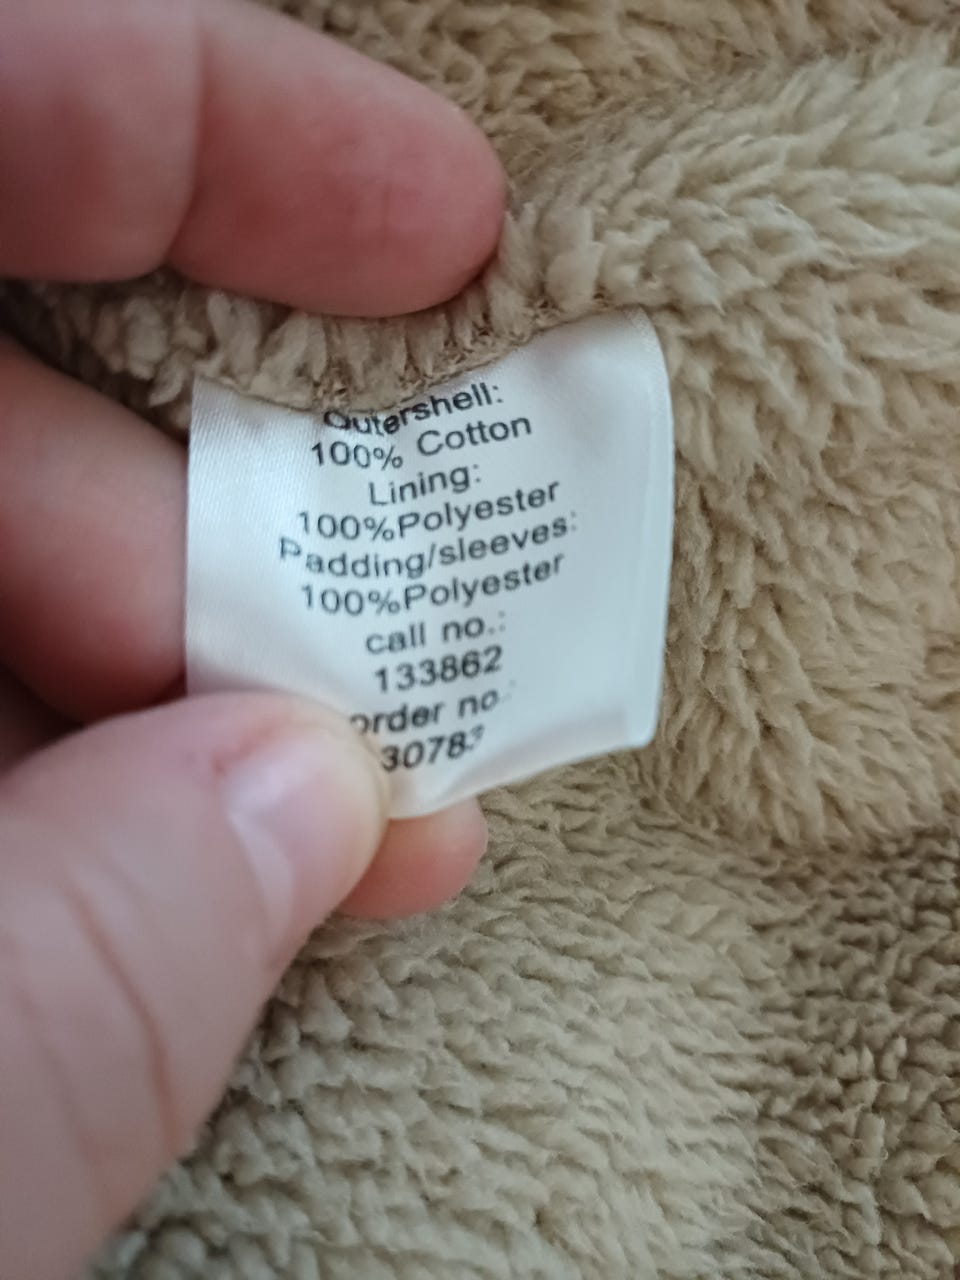 Outershell:
100% Cotton
Lining:
100%Polyester
Padding/sleeves:
100%Polyester
call no.:
133862
order no.: